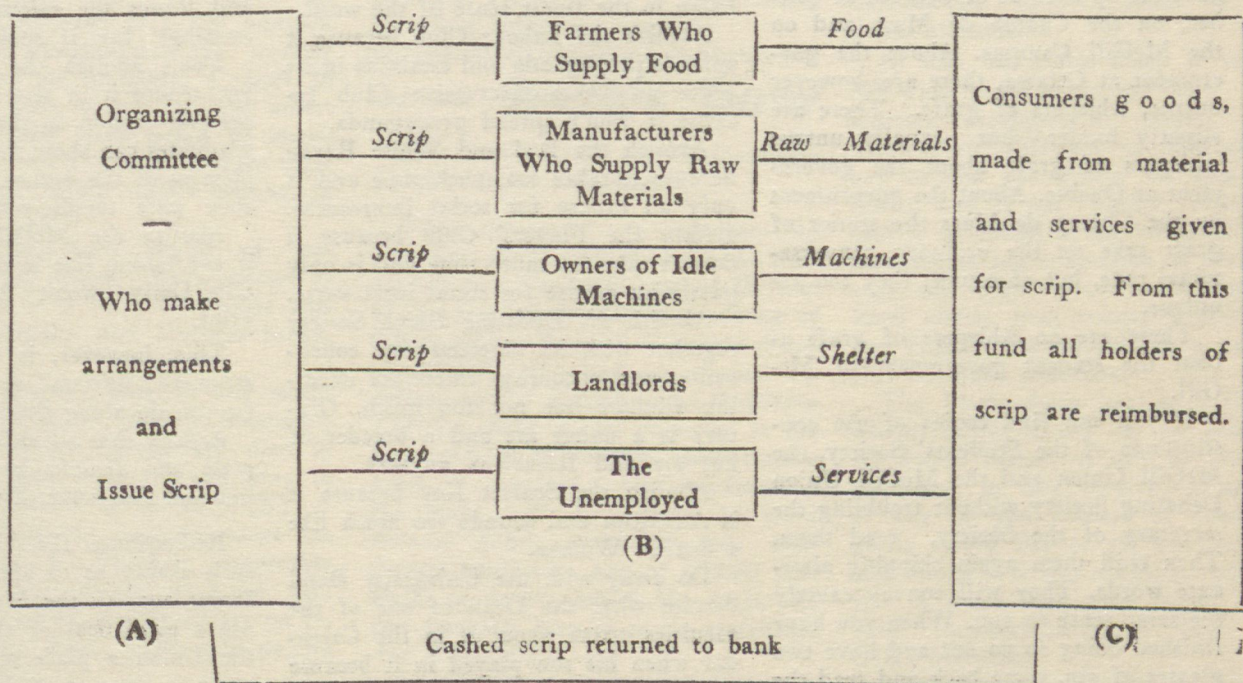 Organizing
Committee
—
Who make
arrangements
and
Issue Scrip
(A)
Scrip
Scrip
Scrip
Scrip
Scrip
Farmers Who
Supply Food
Manufacturers
Who Supply Raw
Materials
Owners of Idle
Machines
Landlords
The
Unemployed
(B)
Food
Raw Materials
Machines
Shelter
Services
Consumers goods,
made from material
and services given
for scrip. From this
fund all holders of
scrip are reimbursed.
(C)
Cashed scrip returned to bank